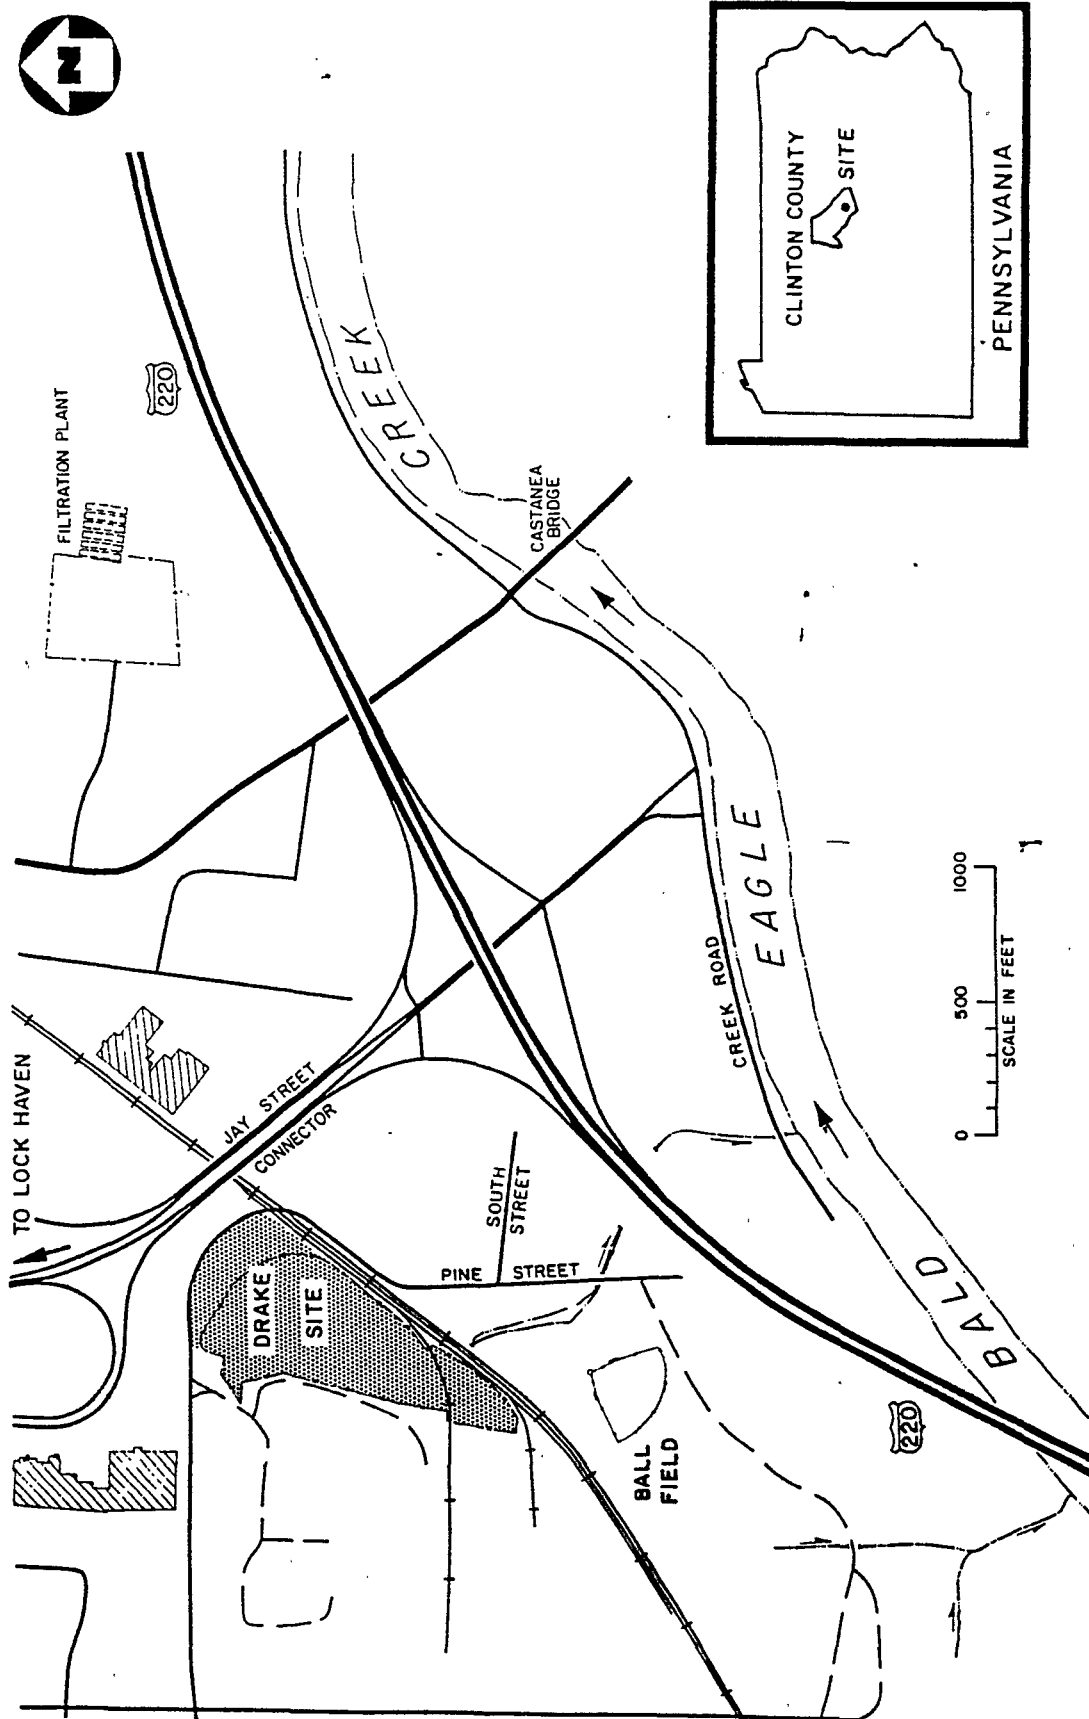 N
TO LOCK HAVEN
FILTRATION PLANT
220
JAY STREET
CONNECTOR
DRAKE
SITE
SOUTH
STREET
PINE STREET
BALL
FIELD
220
CASTANEA
BRIDGE
CREEK ROAD
BALD EAGLE CREEK
0 500 1000
SCALE IN FEET
CLINTON COUNTY
SITE
PENNSYLVANIA